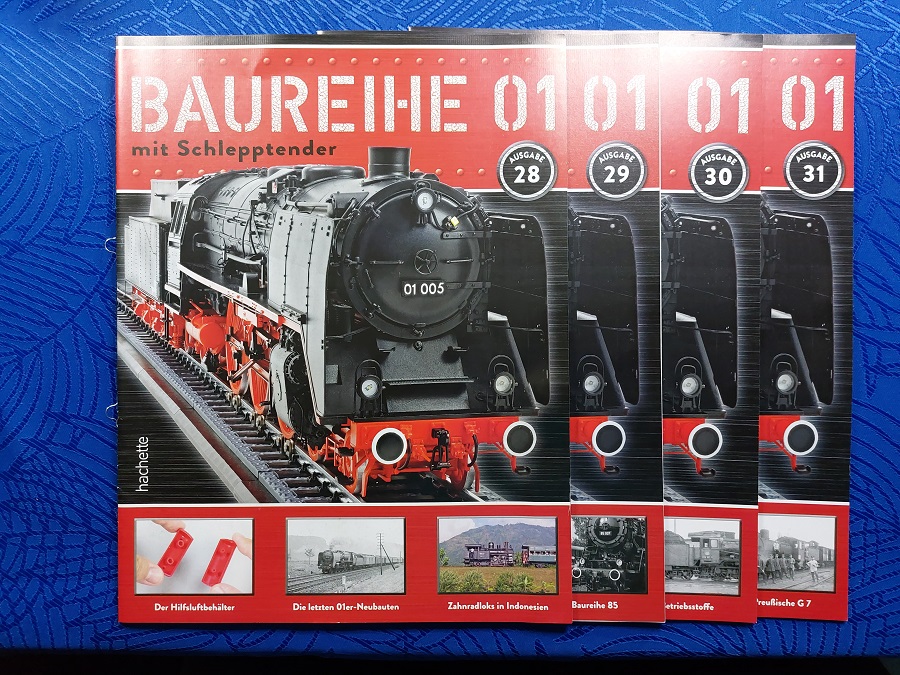 BAUREIHE 01
mit Schlepptender
AUSGABE
28
01 005
hachette
Der Hilfsluftbehälter
Die letzten 01er-Neubauten
Zahnradloks in Indonesien
01
AUSGABE
29
Baureihe 85
01
AUSGABE
30
etriebsstoffe
01
AUSGABE
31
Preußische G 7